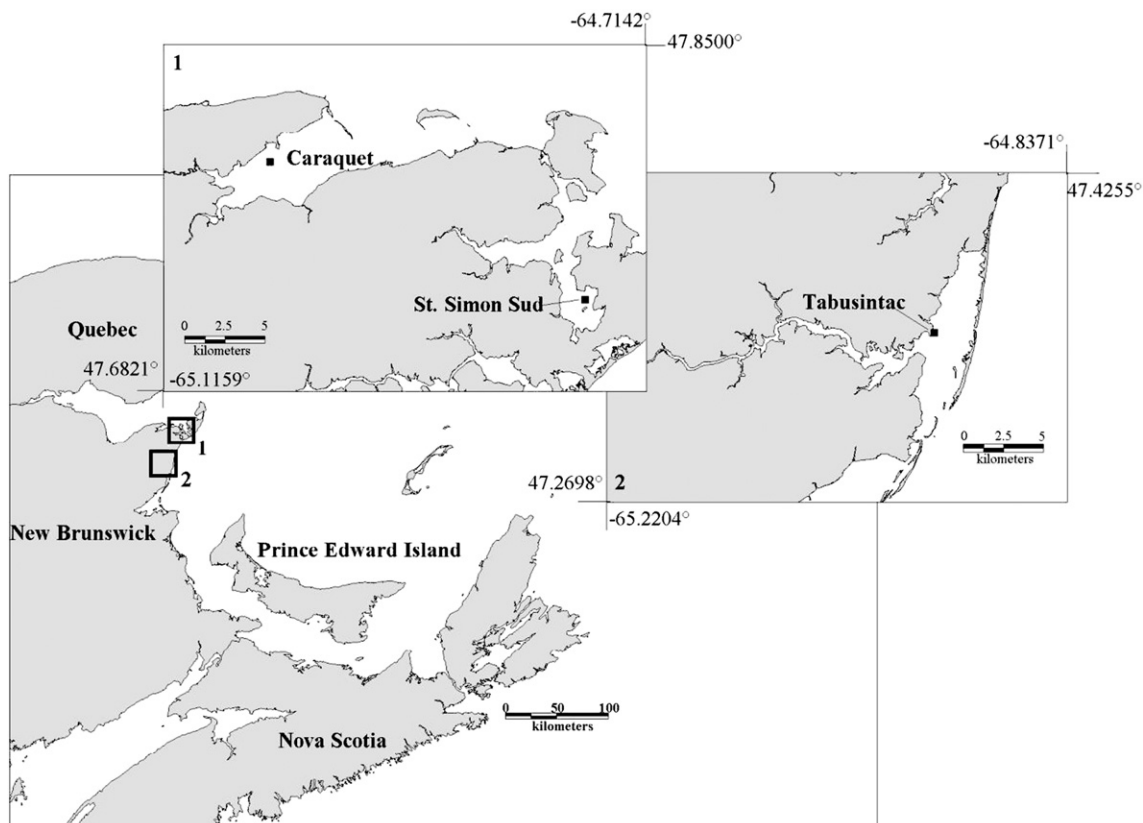 -64.7142°
47.8500°
1
Caraquet
-64.8371°
47.4255°
St. Simon Sud
Tabusintac
0 2.5 5
kilometers
Quebec
47.6821°
-65.1159°
1
2
0 2.5 5
kilometers
47.2698°
2
-65.2204°
New Brunswick
Prince Edward Island
0 50 100
kilometers
Nova Scotia